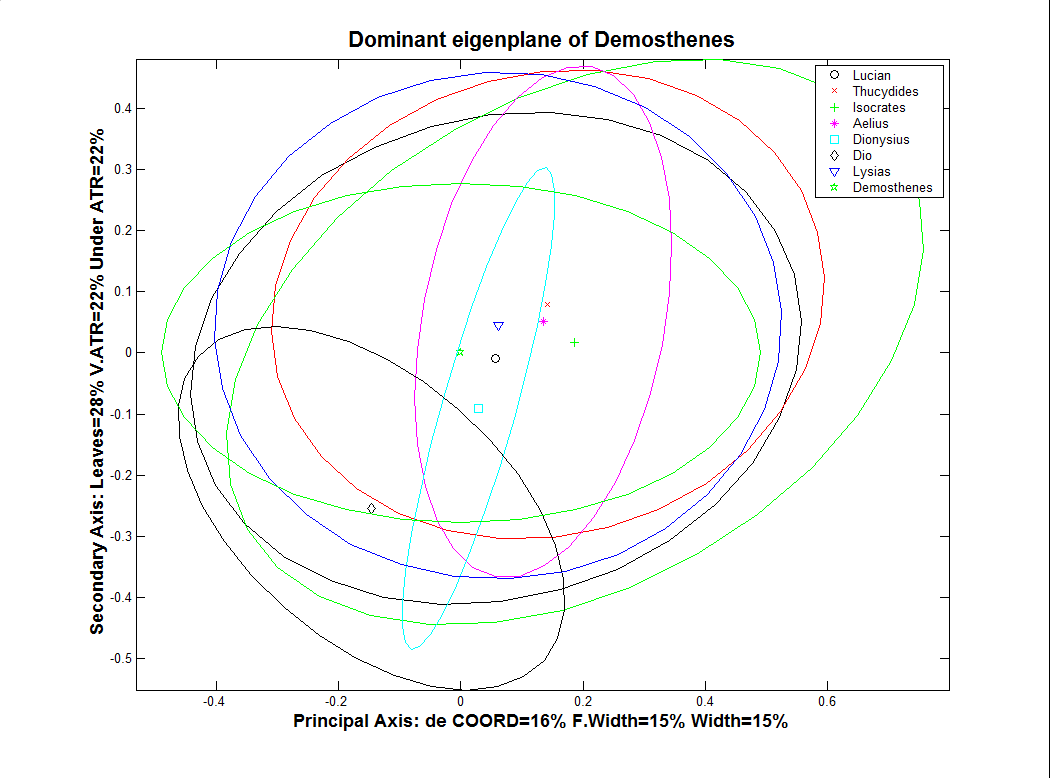 Dominant eigenplane of Demosthenes
Lucian
Thucydides
Isocrates
Aelius
Dionysius
Dio
Lysias
Demosthenes
0.4
0.3
0.2
0.1
0
-0.1
-0.2
-0.3
-0.4
-0.5
Secondary Axis: Leaves=28% V.ATR=22% Under ATR=22%
-0.4 -0.2 0 0.2 0.4 0.6
Principal Axis: de COORD=16% F.Width=15% Width=15%